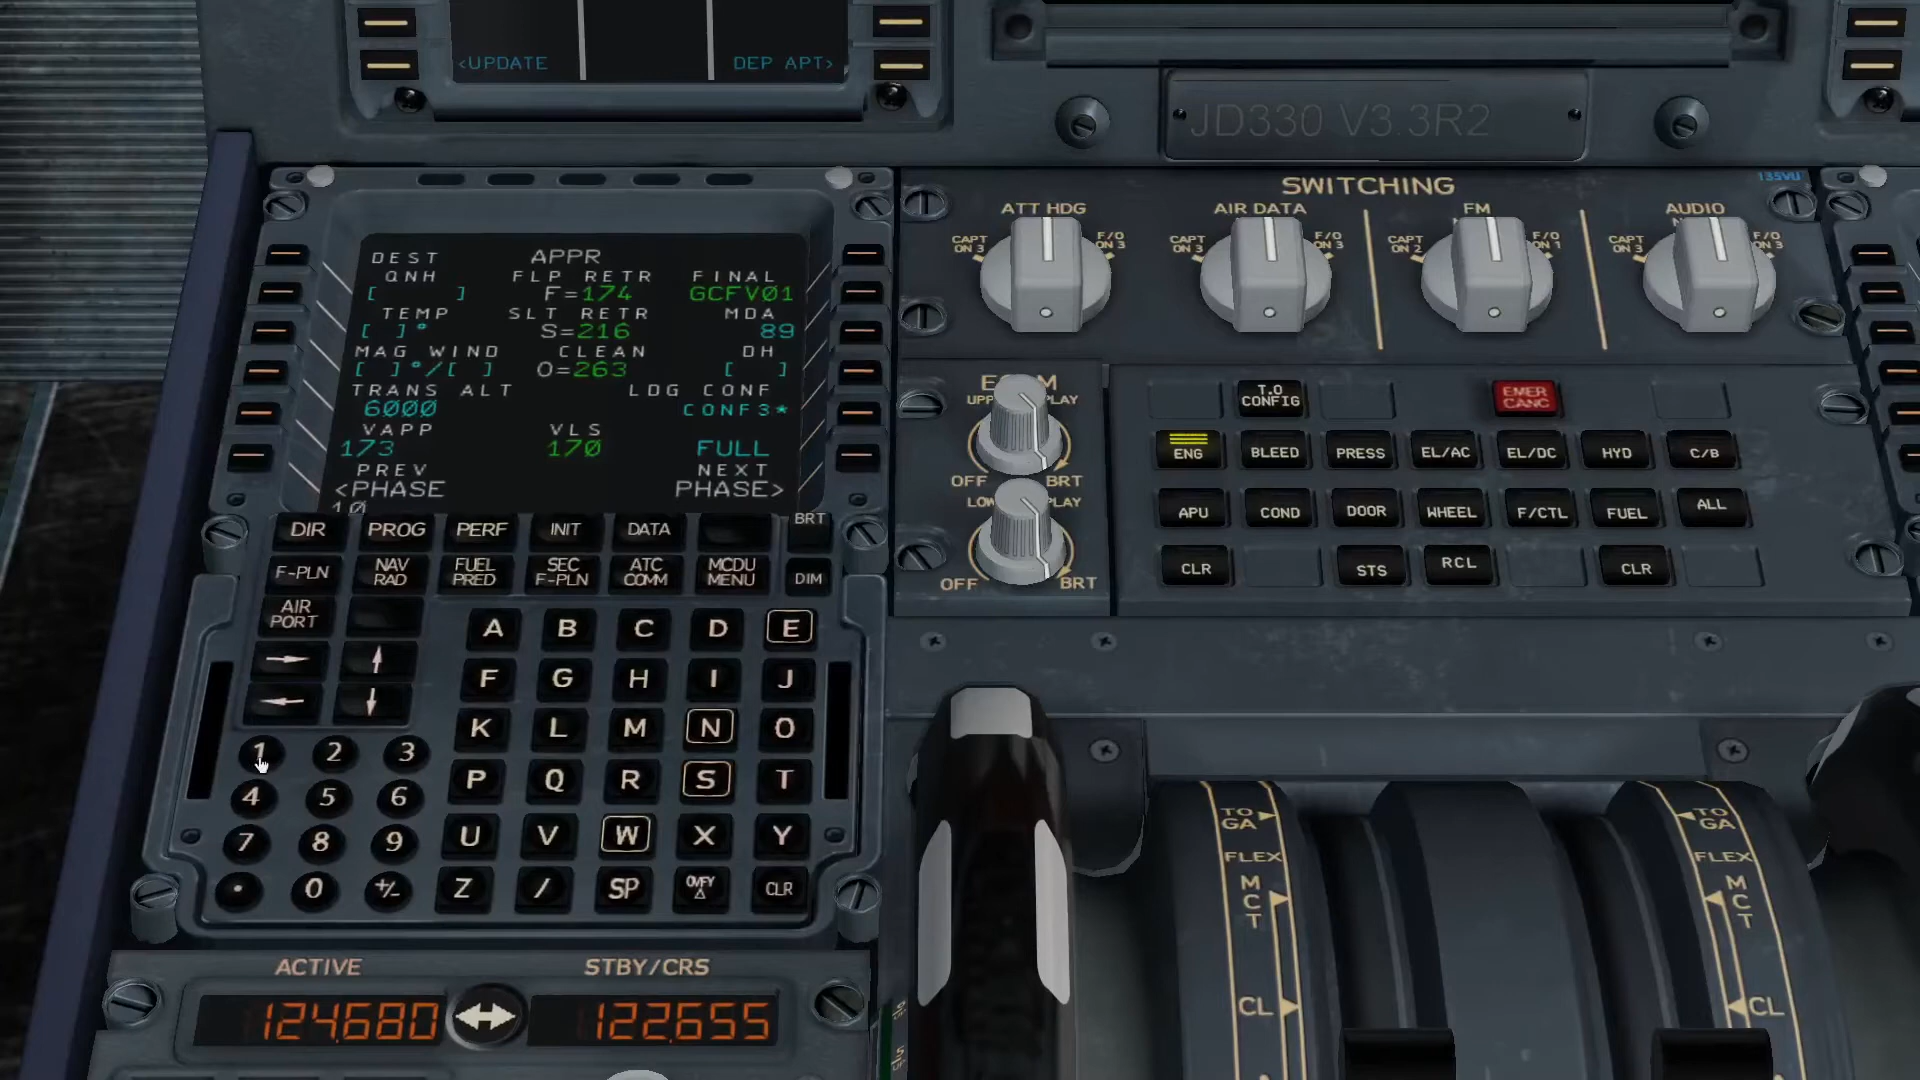 <UPDATE DEP APT>
JD330 V3.3R2
SWITCHING
135VU
ATT HDG AIR DATA FM AUDIO
CAPT ON 3 F/O ON 3 CAPT ON 3 F/O ON 3 CAPT ON 2 F/O ON 1 CAPT ON 3 F/O ON 3
DEST APPR
QNH FLP RETR FINAL
[ ] F=174 GCFV01
TEMP SLT RETR MDA
[ ]° S=216 89
MAG WIND CLEAN DH
[ ]°/[ ] O=263 [ ]
TRANS ALT LDG CONF
6000 CONF3*
VAPP VLS
173 170 FULL
PREV NEXT
<PHASE PHASE>
10
OFF BRT
OFF BRT
T.O CONFIG EMER CANC
ENG BLEED PRESS EL/AC EL/DC HYD C/B
APU COND DOOR WHEEL F/CTL FUEL ALL
CLR STS RCL CLR
DIR PROG PERF INIT DATA BRT
F-PLN NAV RAD FUEL PRED SEC F-PLN ATC COMM MCDU MENU DIM
AIR PORT
A B C D E
F G H I J
K L M N O
1 2 3
P Q R S T
4 5 6
U V W X Y
7 8 9
Z / SP OVFY Δ CLR
• 0 +/-
ACTIVE STBY/CRS
124.680 122.655
TO GA TO GA
FLEX FLEX
MCT MCT
CL CL